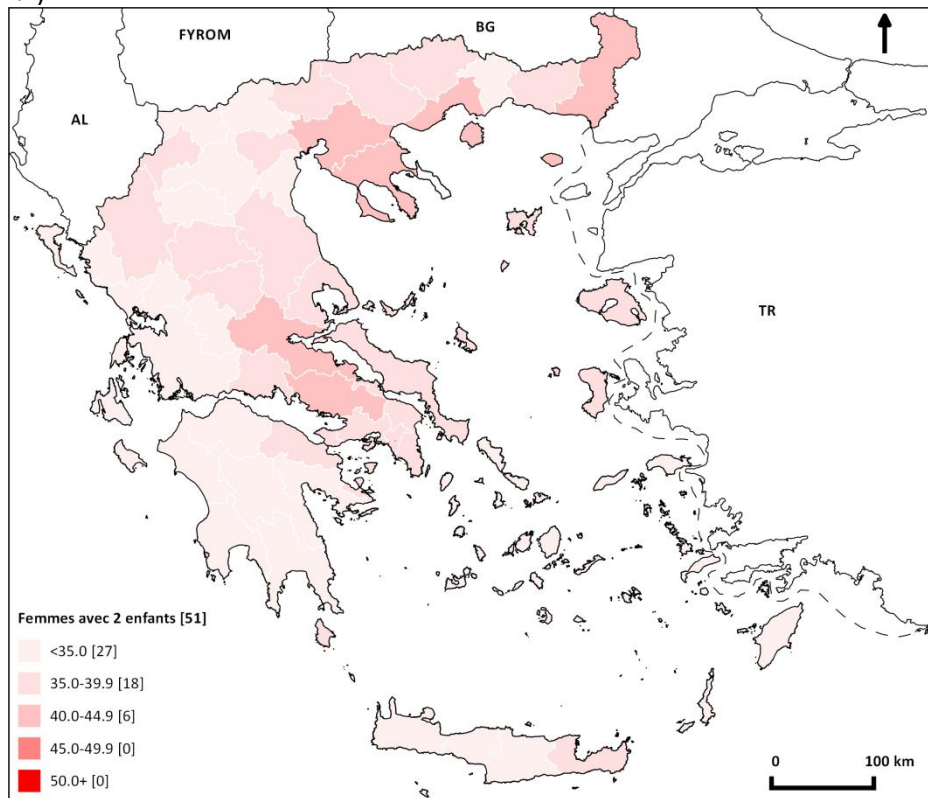 FYROM
BG
AL
TR
Femmes avec 2 enfants [51]
<35.0 [27]
35.0-39.9 [18]
40.0-44.9 [6]
45.0-49.9 [0]
50.0+ [0]
0 100 km